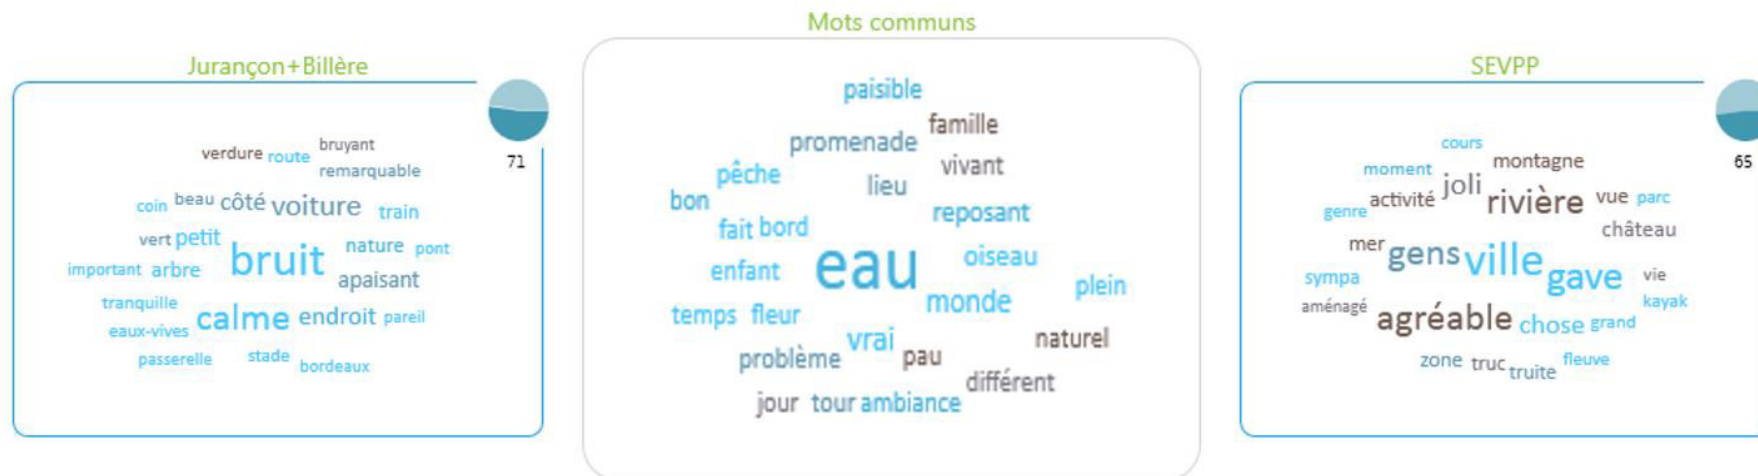 Mots communs
Jurançon+Billère
71
verdure route bruyant
remarquable
coin beau côté voiture train
vert petit bruit nature pont
important arbre apaisant
tranquille calme endroit pareil
eaux-vives
passerelle stade bordeaux
paisible
famille
promenade
vivant
pêche lieu
bon reposant
fait bord
eau oiseau
enfant plein
temps fleur monde
vrai naturel
problème pau
différent
jour tour ambiance
SEVPP
65
cours
moment montagne
genre activité joli rivière vue parc
château
mer gens ville gave vie
sympa
aménagé agréable chose grand kayak
zone truc truite fleuve